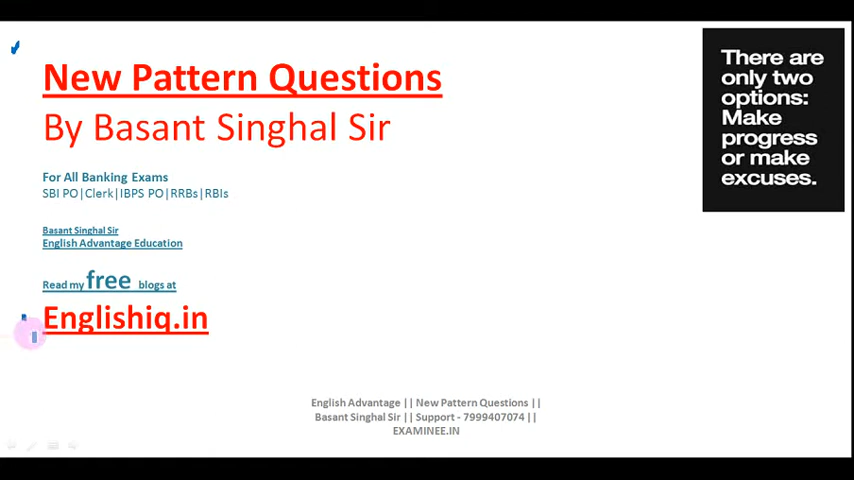 New Pattern Questions
By Basant Singhal Sir
For All Banking Exams
SBI PO|Clerk|IBPS PO|RRBs|RBIs
Basant Singhal Sir
English Advantage Education
Read my free blogs at
Englishiq.in
There are
only two
options:
Make
progress
or make
excuses.
English Advantage || New Pattern Questions ||
Basant Singhal Sir || Support - 7999407074 ||
EXAMINEE.IN